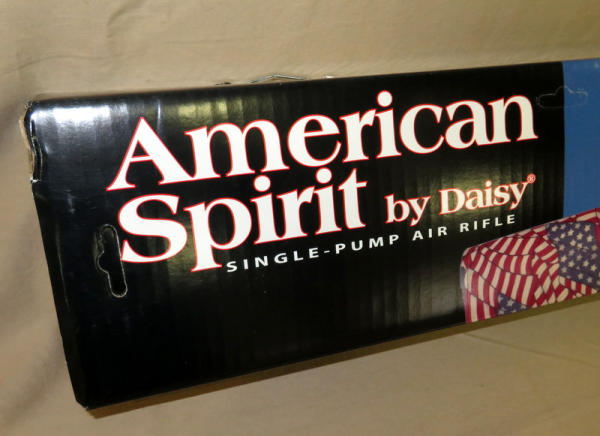 American
Spirit by Daisy®
SINGLE-PUMP AIR RIFLE